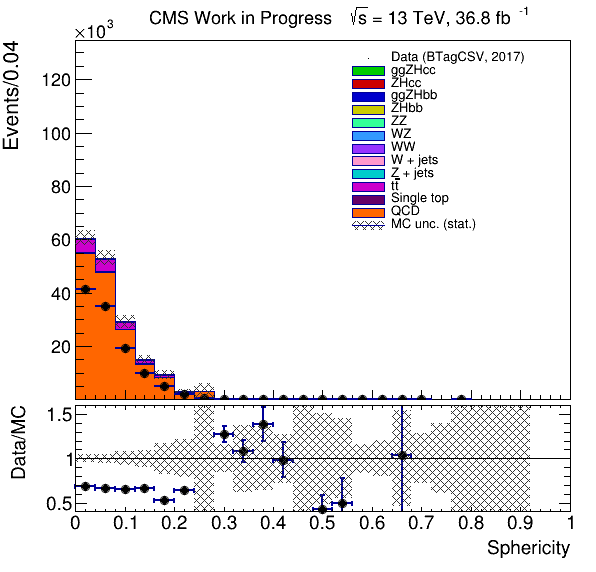 CMS Work in Progress √s = 13 TeV, 36.8 fb⁻¹
×10³
Events/0.04
120
100
80
60
40
20
Data (BTagCSV, 2017)
ggZHcc
ZHcc
ggZHbb
ZHbb
ZZ
WZ
WW
W + jets
Z + jets
tt̅
Single top
QCD
MC unc. (stat.)
Data/MC
1.5
1
0.5
0 0.1 0.2 0.3 0.4 0.5 0.6 0.7 0.8 0.9 1
Sphericity